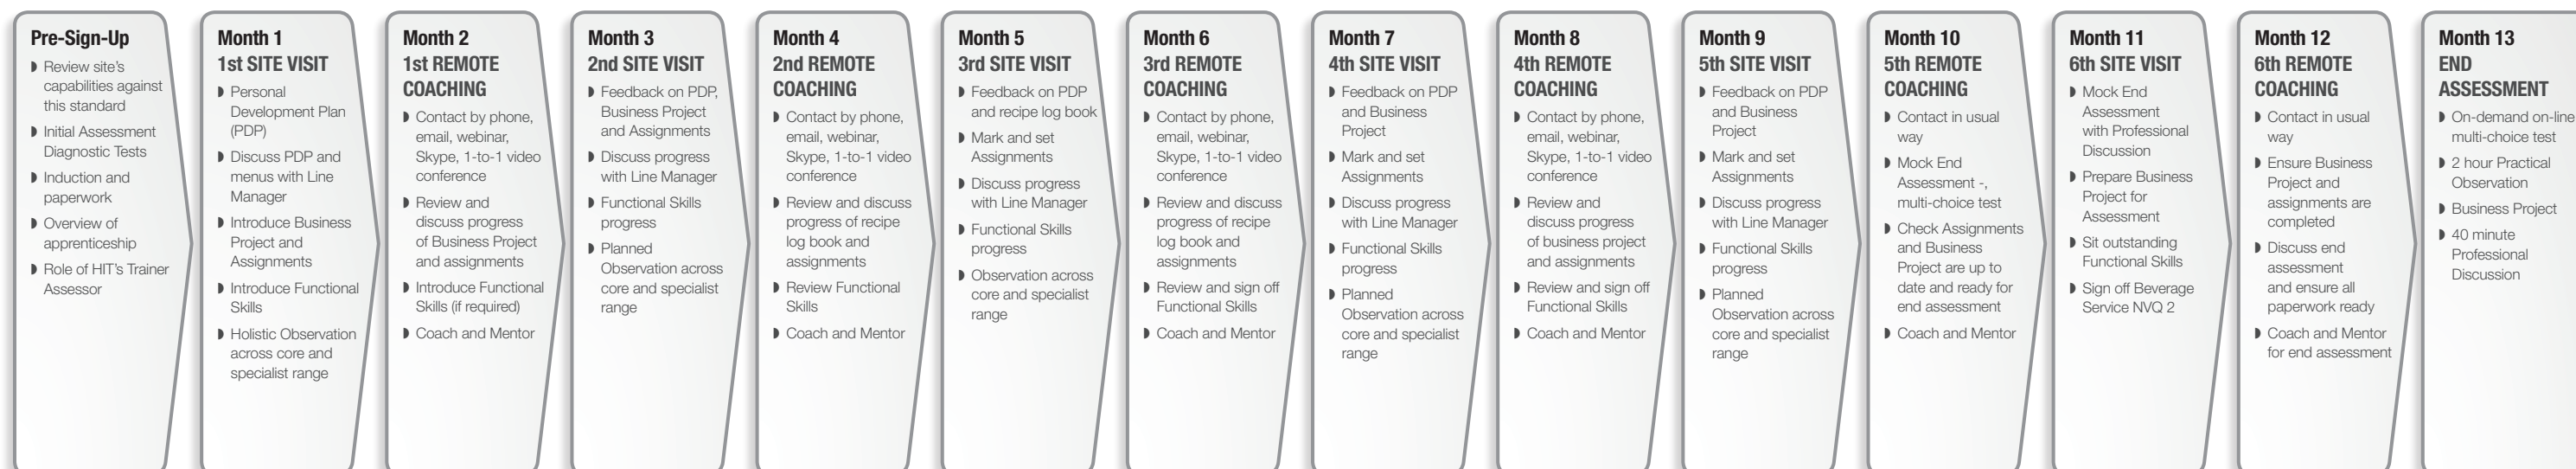 Pre-Sign-Up
Review site's
capabilities against
this standard
Initial Assessment
Diagnostic Tests
Induction and
paperwork
Overview of
apprenticeship
Role of HIT's Trainer
Assessor
Month 1
1st SITE VISIT
Personal
Development Plan
(PDP)
Discuss PDP and
menus with Line
Manager
Introduce Business
Project and
Assignments
Introduce Functional
Skills
Holistic Observation
across core and
specialist range
Month 2
1st REMOTE
COACHING
Contact by phone,
email, webinar,
Skype, 1-to-1 video
conference
Review and
discuss progress
of Business Project
and assignments
Introduce Functional
Skills (if required)
Coach and Mentor
Month 3
2nd SITE VISIT
Feedback on PDP,
Business Project
and Assignments
Discuss progress
with Line Manager
Functional Skills
progress
Planned
Observation across
core and specialist
range
Month 4
2nd REMOTE
COACHING
Contact by phone,
email, webinar,
Skype, 1-to-1 video
conference
Review and discuss
progress of recipe
log book and
assignments
Review Functional
Skills
Coach and Mentor
Month 5
3rd SITE VISIT
Feedback on PDP
and recipe log book
Mark and set
Assignments
Discuss progress
with Line Manager
Functional Skills
progress
Observation across
core and specialist
range
Month 6
3rd REMOTE
COACHING
Contact by phone,
email, webinar,
Skype, 1-to-1 video
conference
Review and discuss
progress of recipe
log book and
assignments
Review and sign off
Functional Skills
Coach and Mentor
Month 7
4th SITE VISIT
Feedback on PDP
and Business
Project
Mark and set
Assignments
Discuss progress
with Line Manager
Functional Skills
progress
Planned
Observation across
core and specialist
range
Month 8
4th REMOTE
COACHING
Contact by phone,
email, webinar,
Skype, 1-to-1 video
conference
Review and
discuss progress
of business project
and assignments
Review and sign off
Functional Skills
Coach and Mentor
Month 9
5th SITE VISIT
Feedback on PDP
and Business
Project
Mark and set
Assignments
Discuss progress
with Line Manager
Functional Skills
progress
Planned
Observation across
core and specialist
range
Month 10
5th REMOTE
COACHING
Contact in usual
way
Mock End
Assessment -,
multi-choice test
Check Assignments
and Business
Project are up to
date and ready for
end assessment
Coach and Mentor
Month 11
6th SITE VISIT
Mock End
Assessment
with Professional
Discussion
Prepare Business
Project for
Assessment
Sit outstanding
Functional Skills
Sign off Beverage
Service NVQ 2
Month 12
6th REMOTE
COACHING
Contact in usual
way
Ensure Business
Project and
assignments are
completed
Discuss end
assessment
and ensure all
paperwork ready
Coach and Mentor
for end assessment
Month 13
END
ASSESSMENT
On-demand on-line
multi-choice test
2 hour Practical
Observation
Business Project
40 minute
Professional
Discussion